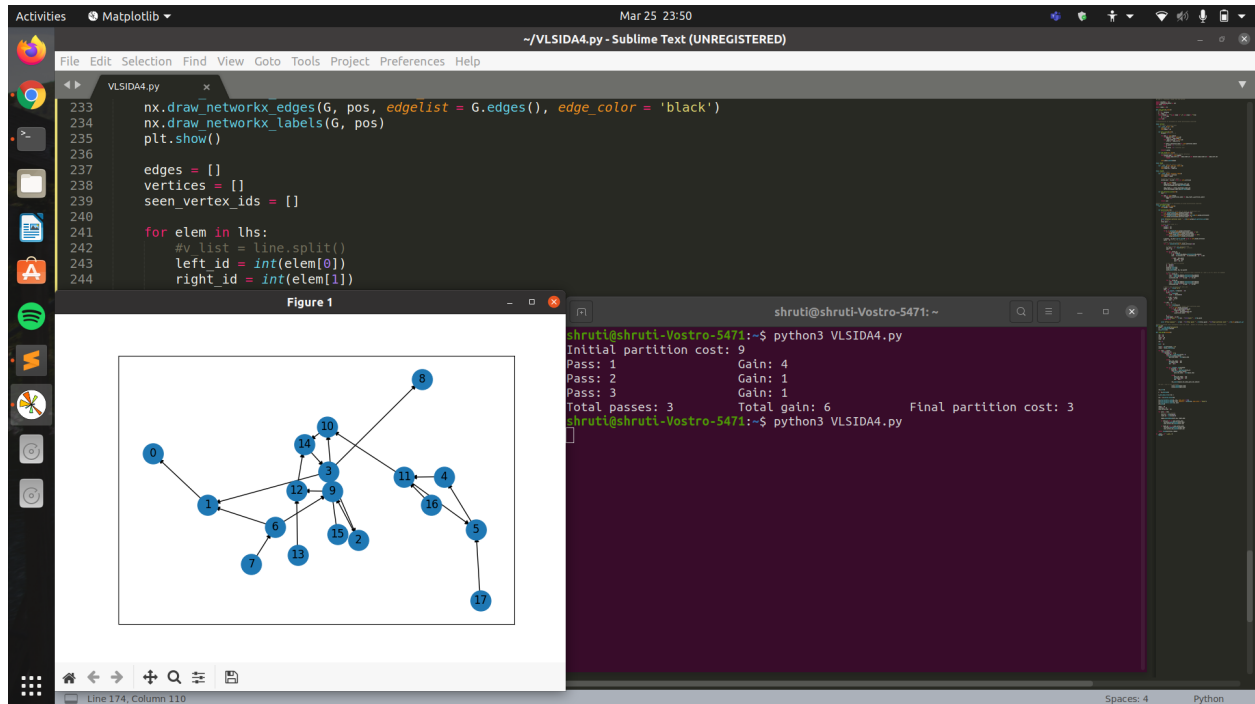 Activities Matplotlib Mar 25 23:50
~/VLSIDA4.py - Sublime Text (UNREGISTERED)
File Edit Selection Find View Goto Tools Project Preferences Help
VLSIDA4.py
233 nx.draw_networkx_edges(G, pos, edgelist = G.edges(), edge_color = 'black')
234 nx.draw_networkx_labels(G, pos)
235 plt.show()
236
237 edges = []
238 vertices = []
239 seen_vertex_ids = []
240
241 for elem in lhs:
242 #v_list = line.split()
243 left_id = int(elem[0])
244 right_id = int(elem[1])
Figure 1
8
10
14
0
3
11
4
12
9
1
16
6
5
15
2
13
7
17
shruti@shruti-Vostro-5471: ~
shruti@shruti-Vostro-5471:~$ python3 VLSIDA4.py
Initial partition cost: 9
Pass: 1 Gain: 4
Pass: 2 Gain: 1
Pass: 3 Gain: 1
Total passes: 3 Total gain: 6 Final partition cost: 3
shruti@shruti-Vostro-5471:~$ python3 VLSIDA4.py
Line 174, Column 110 Spaces: 4 Python